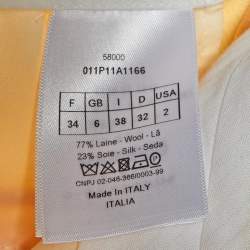 58000
011P11A1166
F GB I D USA
34 6 38 32 2
77% Laine - Wool - Lã
23% Soie - Silk - Seda
CNPJ 02-046-386/0003-99
Made In ITALY
ITALIA